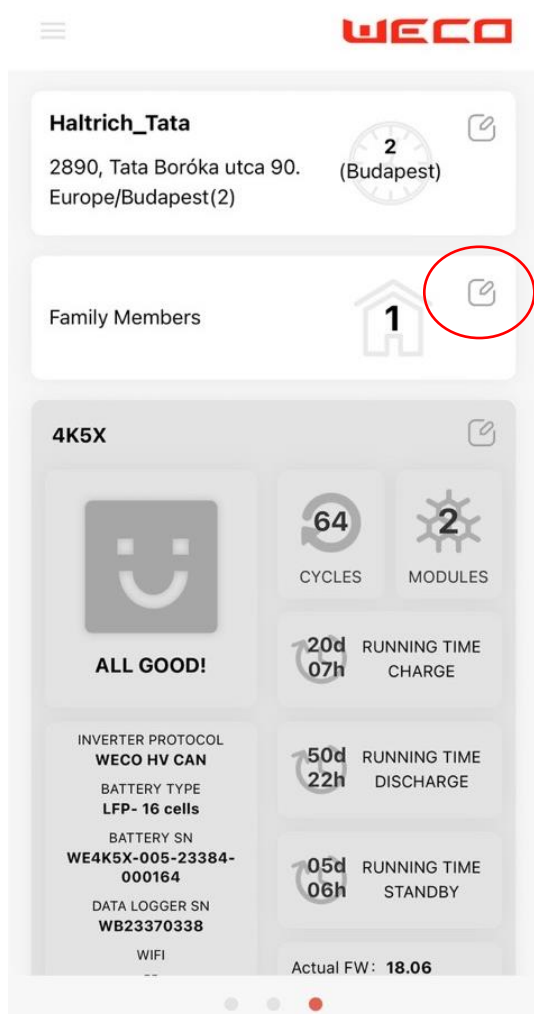 WECO
Haltrich_Tata
2890, Tata Boróka utca 90.
Europe/Budapest(2)
2
(Budapest)
Family Members
1
4K5X
ALL GOOD!
64
CYCLES
2
MODULES
20d
07h
RUNNING TIME
CHARGE
INVERTER PROTOCOL
WECO HV CAN
BATTERY TYPE
LFP- 16 cells
BATTERY SN
WE4K5X-005-23384-
000164
DATA LOGGER SN
WB23370338
WIFI
50d
22h
RUNNING TIME
DISCHARGE
05d
06h
RUNNING TIME
STANDBY
Actual FW: 18.06